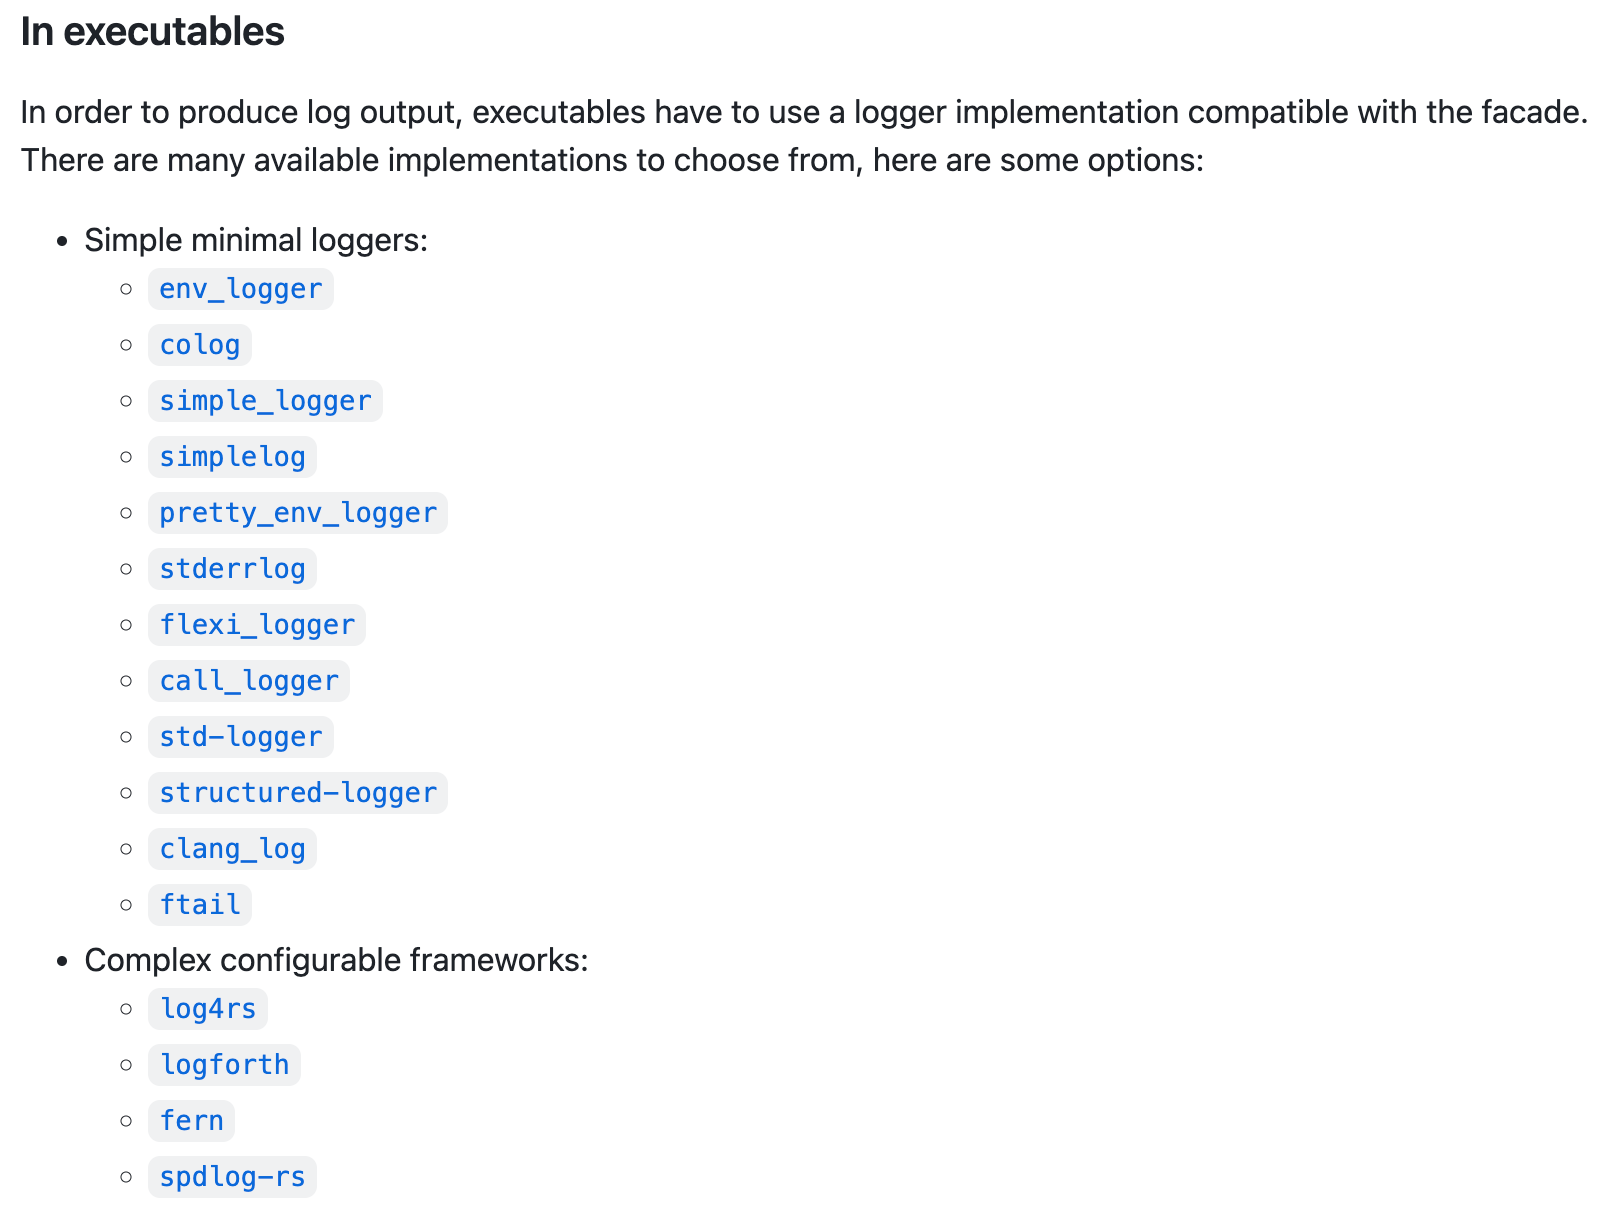 In executables
In order to produce log output, executables have to use a logger implementation compatible with the facade.
There are many available implementations to choose from, here are some options:
Simple minimal loggers:
env_logger
colog
simple_logger
simplelog
pretty_env_logger
stderrlog
flexi_logger
call_logger
std-logger
structured-logger
clang_log
ftail
Complex configurable frameworks:
log4rs
logforth
fern
spdlog-rs